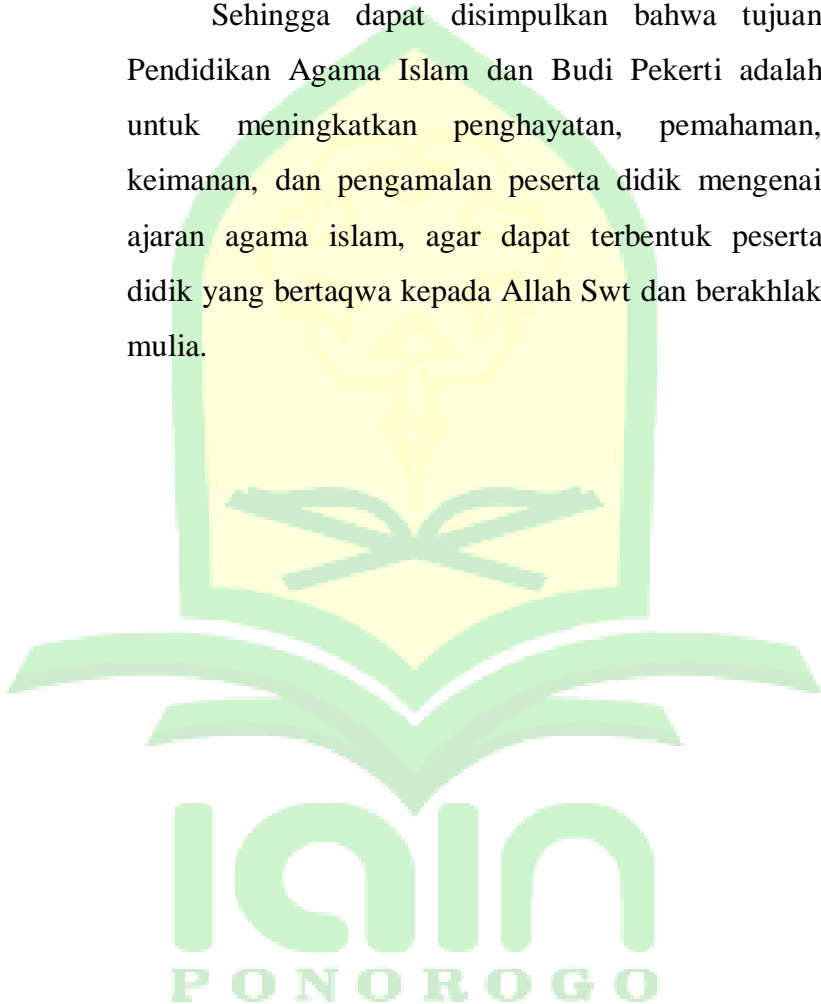 Sehingga dapat disimpulkan bahwa tujuan
Pendidikan Agama Islam dan Budi Pekerti adalah
untuk meningkatkan penghayatan, pemahaman,
keimanan, dan pengamalan peserta didik mengenai
ajaran agama islam, agar dapat terbentuk peserta
didik yang bertaqwa kepada Allah Swt dan berakhlak
mulia.
iain
PONOROGO